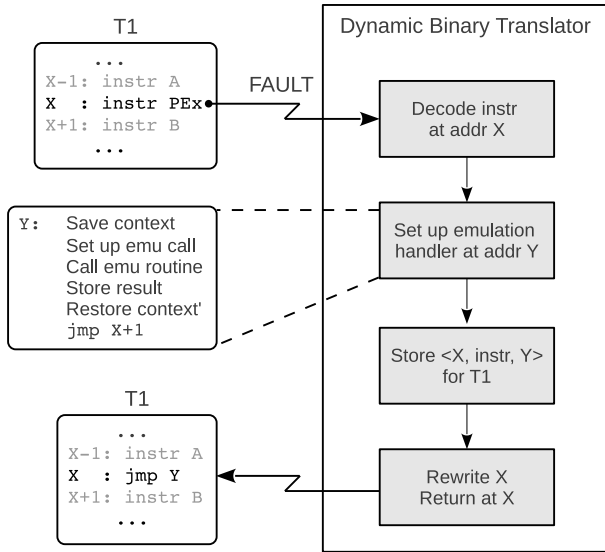 T1
...
X-1: instr A
X  : instr PEx
X+1: instr B
...
FAULT
Dynamic Binary Translator
Decode instr
at addr X
Y: Save context
Set up emu call
Call emu routine
Store result
Restore context'
jmp X+1
Set up emulation
handler at addr Y
Store <X, instr, Y>
for T1
T1
...
X-1: instr A
X  : jmp Y
X+1: instr B
...
Rewrite X
Return at X